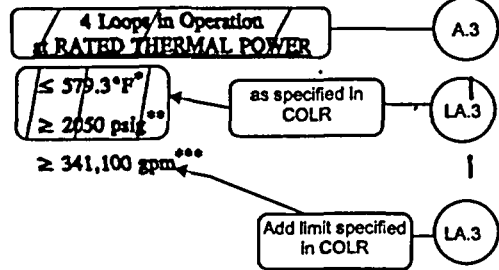 4 Loops in Operation
at RATED THERMAL POWER
A.3
≤ 579.3°F*
≥ 2050 psig**
≥ 341,100 gpm***
as specified in
COLR
LA.3
Add limit specified
in COLR
LA.3